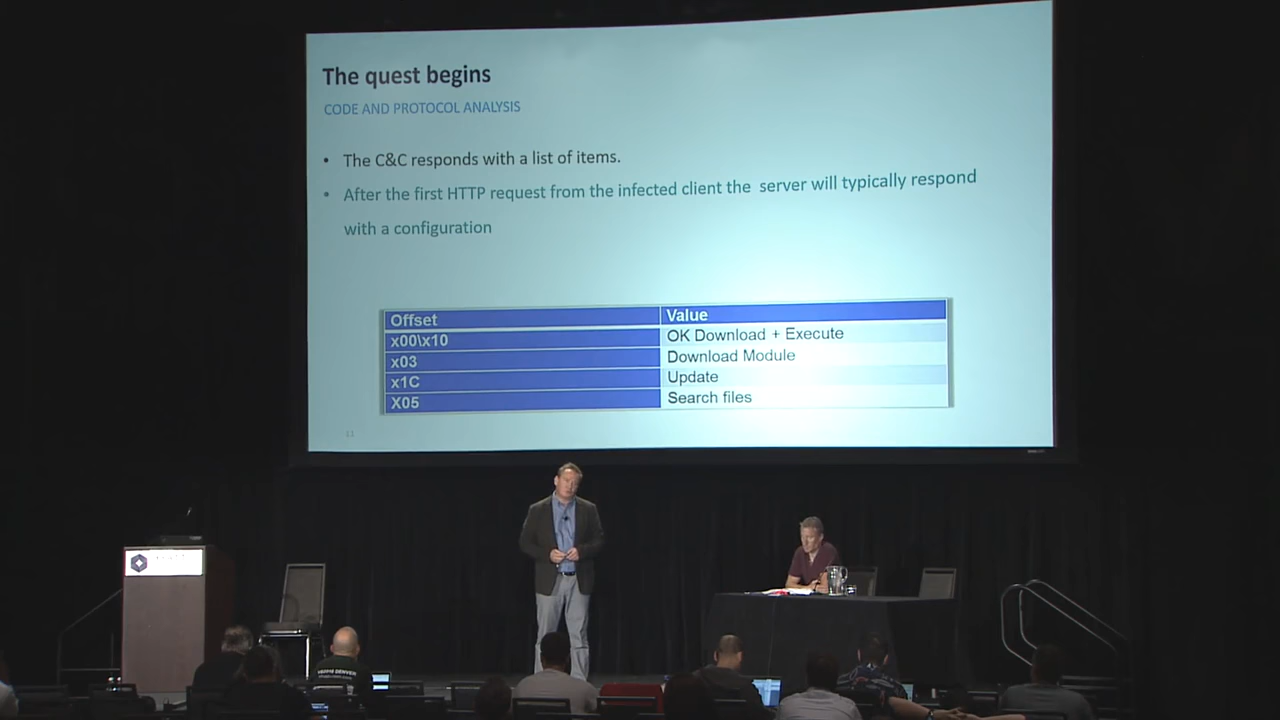 The quest begins
CODE AND PROTOCOL ANALYSIS
• The C&C responds with a list of items.
• After the first HTTP request from the infected client the server will typically respond
with a configuration
Offset Value
x00\x10 OK Download + Execute
x03 Download Module
x1C Update
X05 Search files
11